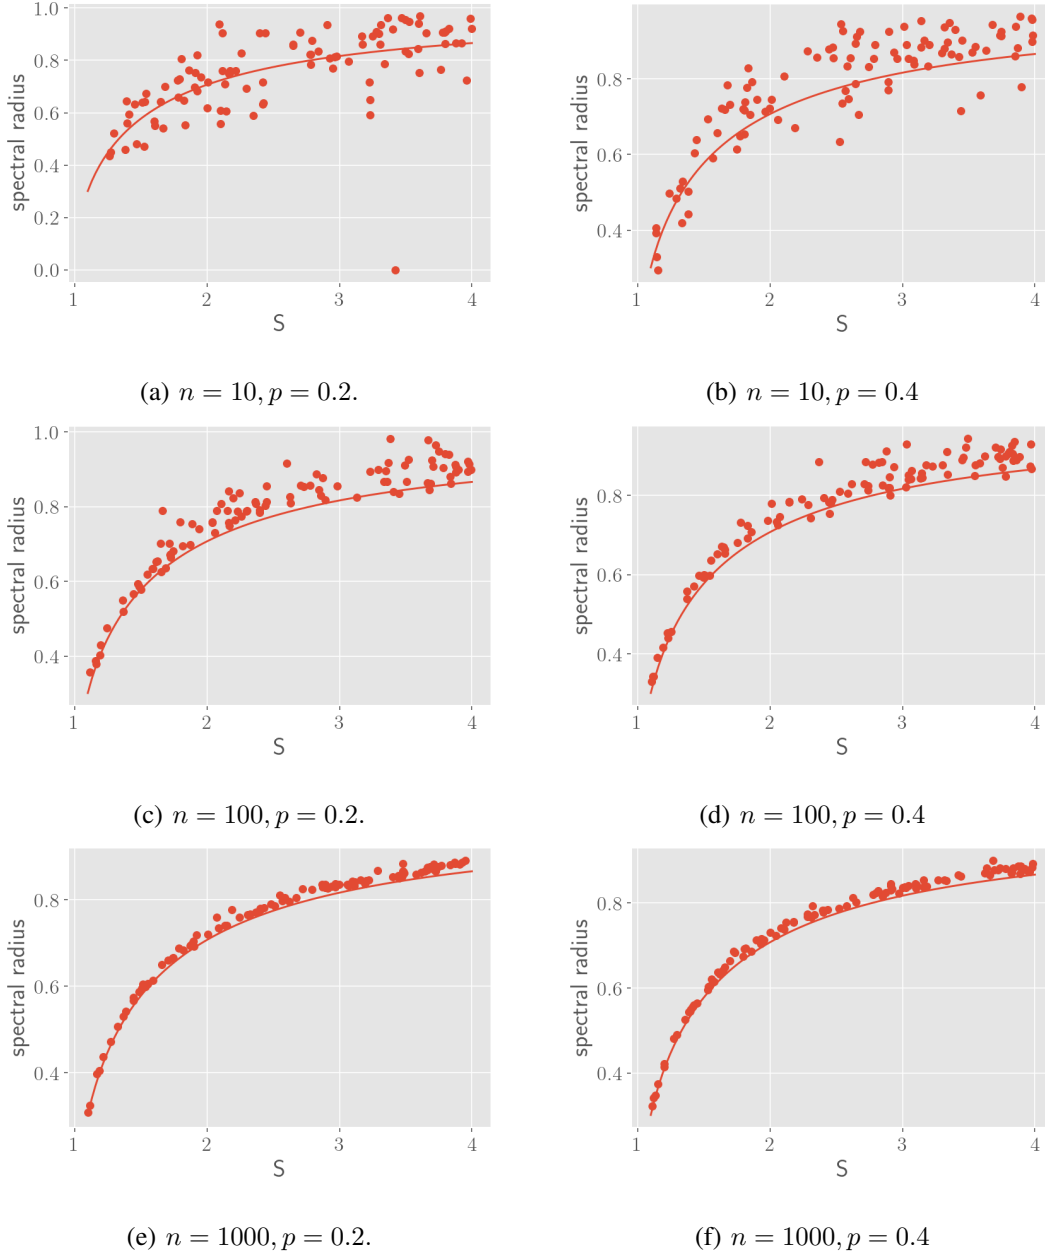 1.0
0.8
0.6
0.4
0.2
0.0
spectral radius
1 2 3 4
S
(a) n = 10, p = 0.2.
0.8
0.6
0.4
spectral radius
1 2 3 4
S
(b) n = 10, p = 0.4
1.0
0.8
0.6
0.4
spectral radius
1 2 3 4
S
(c) n = 100, p = 0.2.
0.8
0.6
0.4
spectral radius
1 2 3 4
S
(d) n = 100, p = 0.4
0.8
0.6
0.4
spectral radius
1 2 3 4
S
(e) n = 1000, p = 0.2.
0.8
0.6
0.4
spectral radius
1 2 3 4
S
(f) n = 1000, p = 0.4